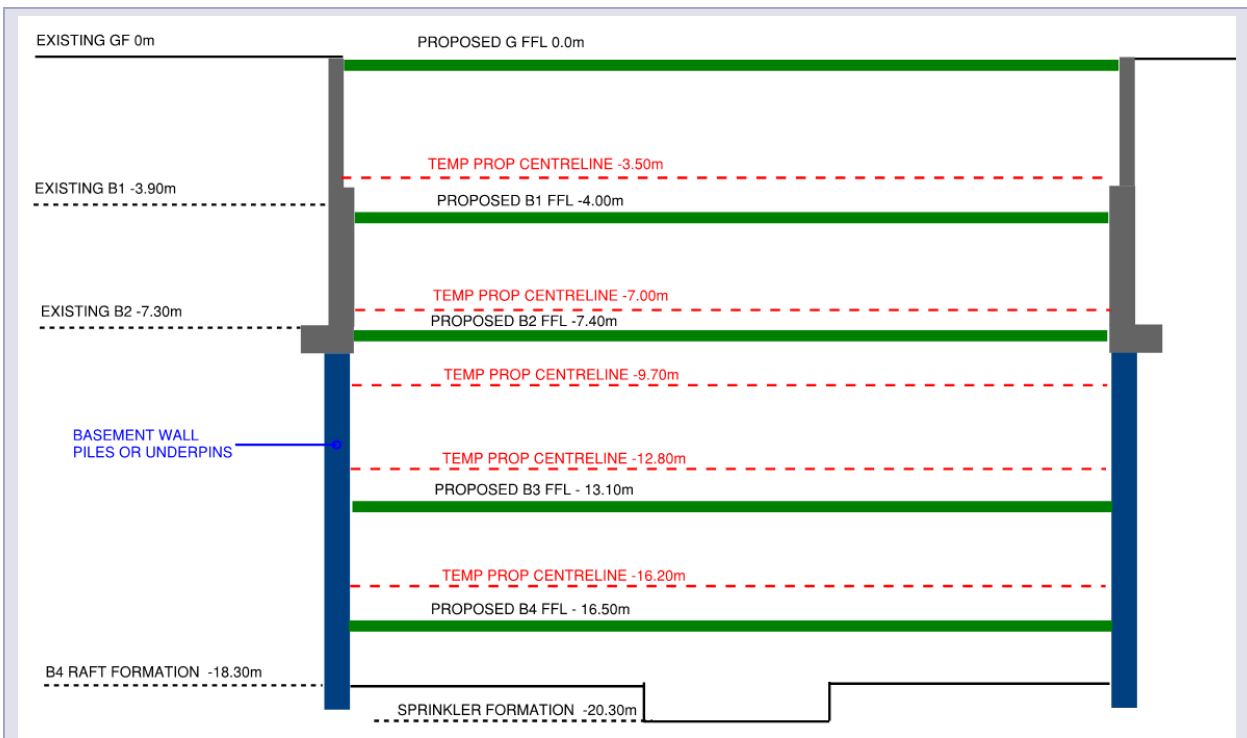 EXISTING GF 0m
PROPOSED G FFL 0.0m
TEMP PROP CENTRELINE -3.50m
EXISTING B1 -3.90m
PROPOSED B1 FFL -4.00m
TEMP PROP CENTRELINE -7.00m
EXISTING B2 -7.30m
PROPOSED B2 FFL -7.40m
TEMP PROP CENTRELINE -9.70m
BASEMENT WALL
PILES OR UNDERPINS
TEMP PROP CENTRELINE -12.80m
PROPOSED B3 FFL - 13.10m
TEMP PROP CENTRELINE -16.20m
PROPOSED B4 FFL - 16.50m
B4 RAFT FORMATION -18.30m
SPRINKLER FORMATION -20.30m